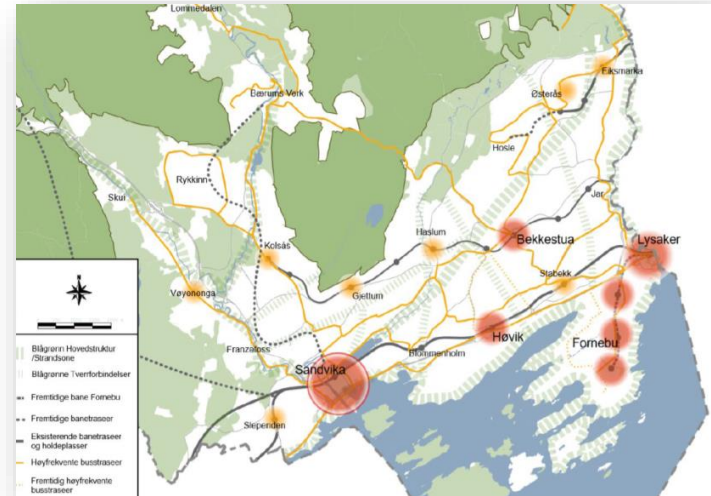 Lommedalen
Eiksmarka
Østerås
Bærums Verk
Hosle
Rykkinn
Jar
Skui
Haslum
Bekkestua
Lysaker
Kolsås
Gjettum
Stabekk
Vøyenenga
Høvik
Fornebu
Franzefoss
Blommenholm
Sandvika
Slependen
Blågrønn Hovedstruktur
/Strandsone
Blågrønne Tverrforbindelser
Fremtidige bane Fornebu
Fremtidige banetraseer
Eksisterende banetraseer
og holdeplasser
Høyfrekvente busstraseer
Fremtidig høyfrekvente
busstraseer